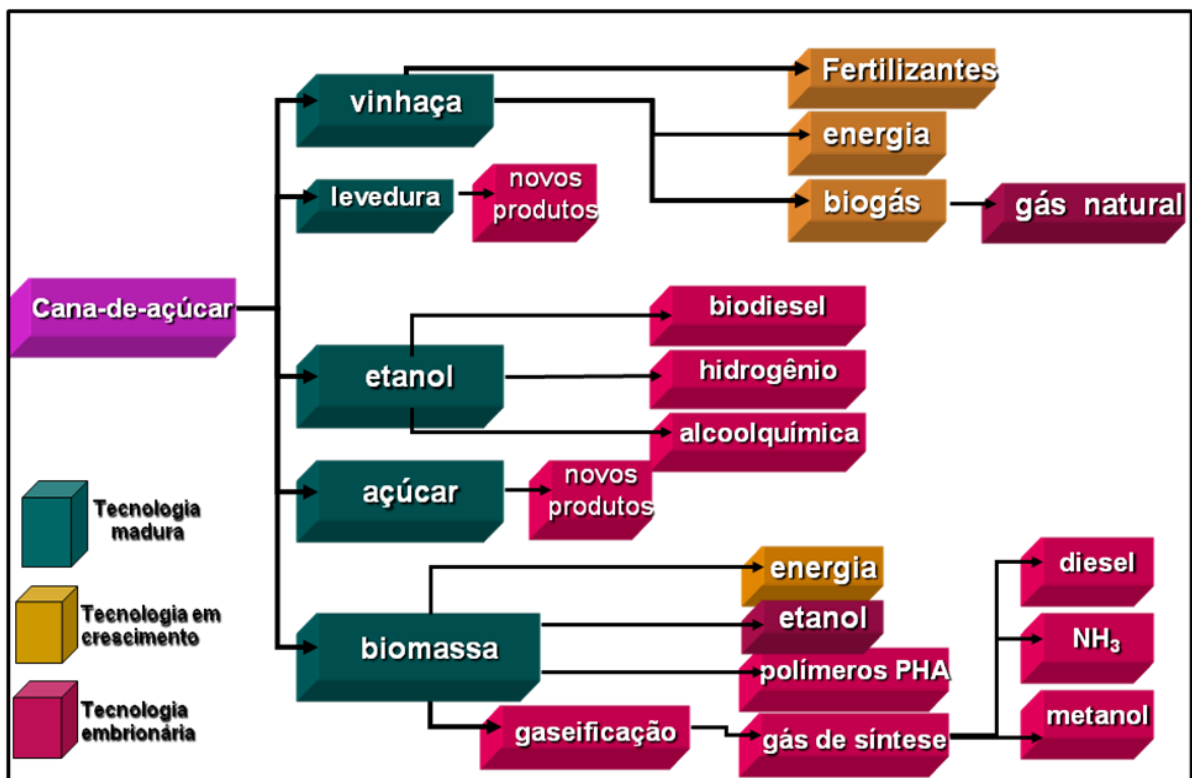 Fertilizantes
vinhaça
energia
levedura
novos
produtos
biogás
gás natural
Cana-de-açúcar
biodiesel
etanol
hidrogênio
alcoolquímica
açúcar
novos
produtos
Tecnologia
madura
Tecnologia em
crescimento
Tecnologia
embrionária
biomassa
energia
etanol
polímeros PHA
gaseificação
gás de síntese
diesel
NH₃
metanol